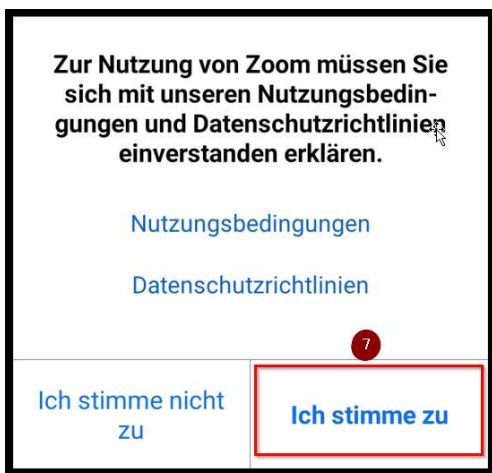 Zur Nutzung von Zoom müssen Sie
sich mit unseren Nutzungsbedin-
gungen und Datenschutzrichtlinien
einverstanden erklären.
Nutzungsbedingungen
Datenschutzrichtlinien
7
Ich stimme nicht
zu
Ich stimme zu